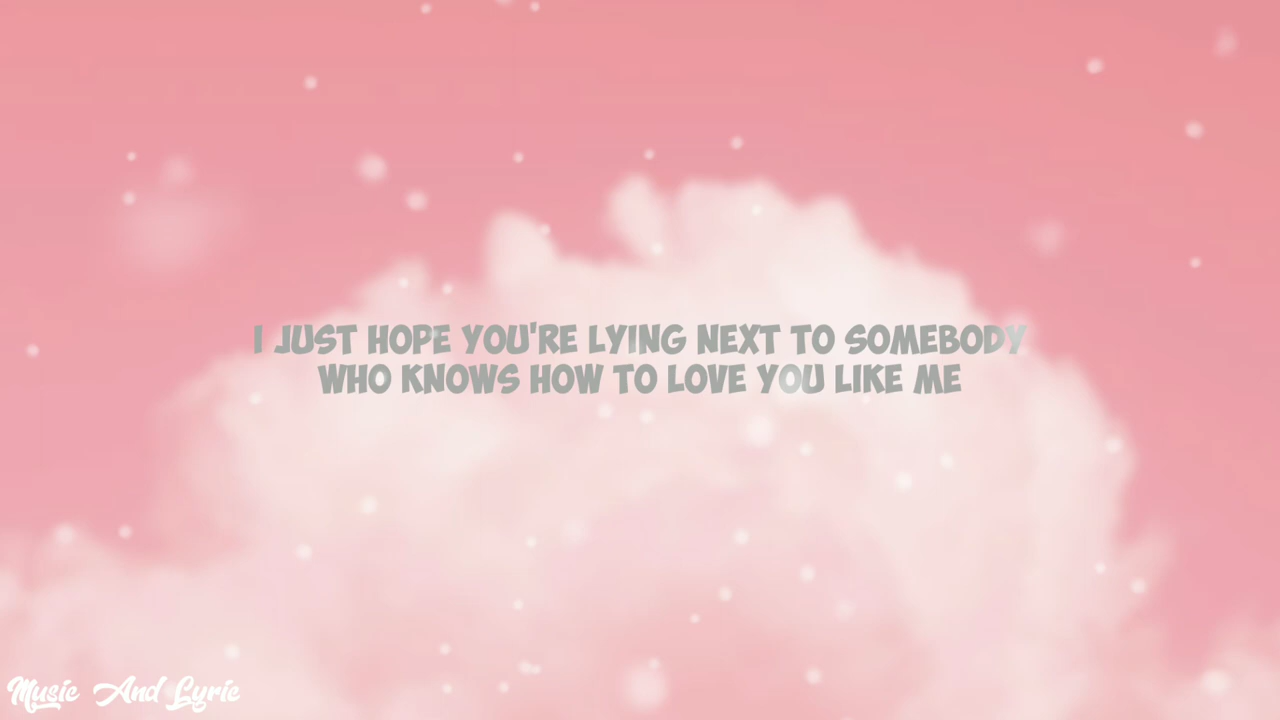 I JUST HOPE YOU'RE LYING NEXT TO SOMEBODY
WHO KNOWS HOW TO LOVE YOU LIKE ME
Music And Lyric